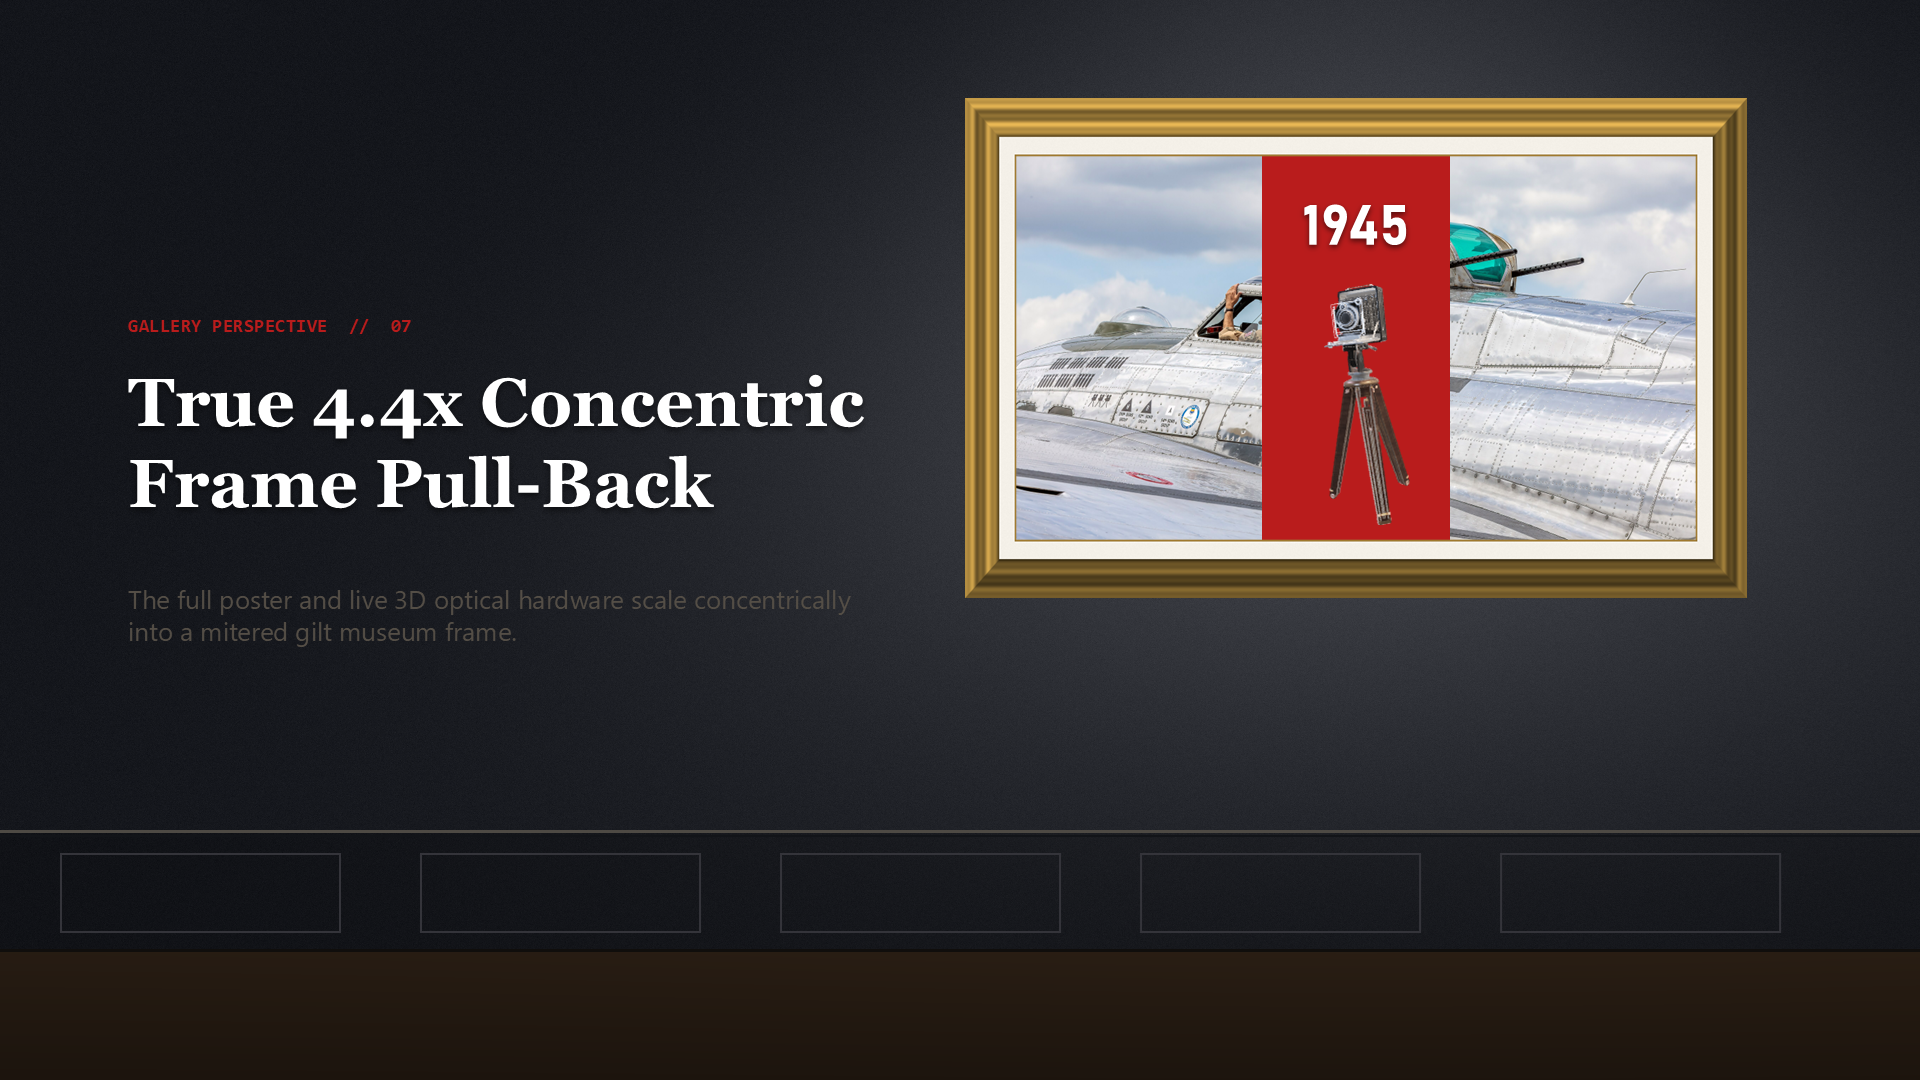 GALLERY PERSPECTIVE // 07
True 4.4x Concentric
Frame Pull-Back
The full poster and live 3D optical hardware scale concentrically
into a mitered gilt museum frame.
1945